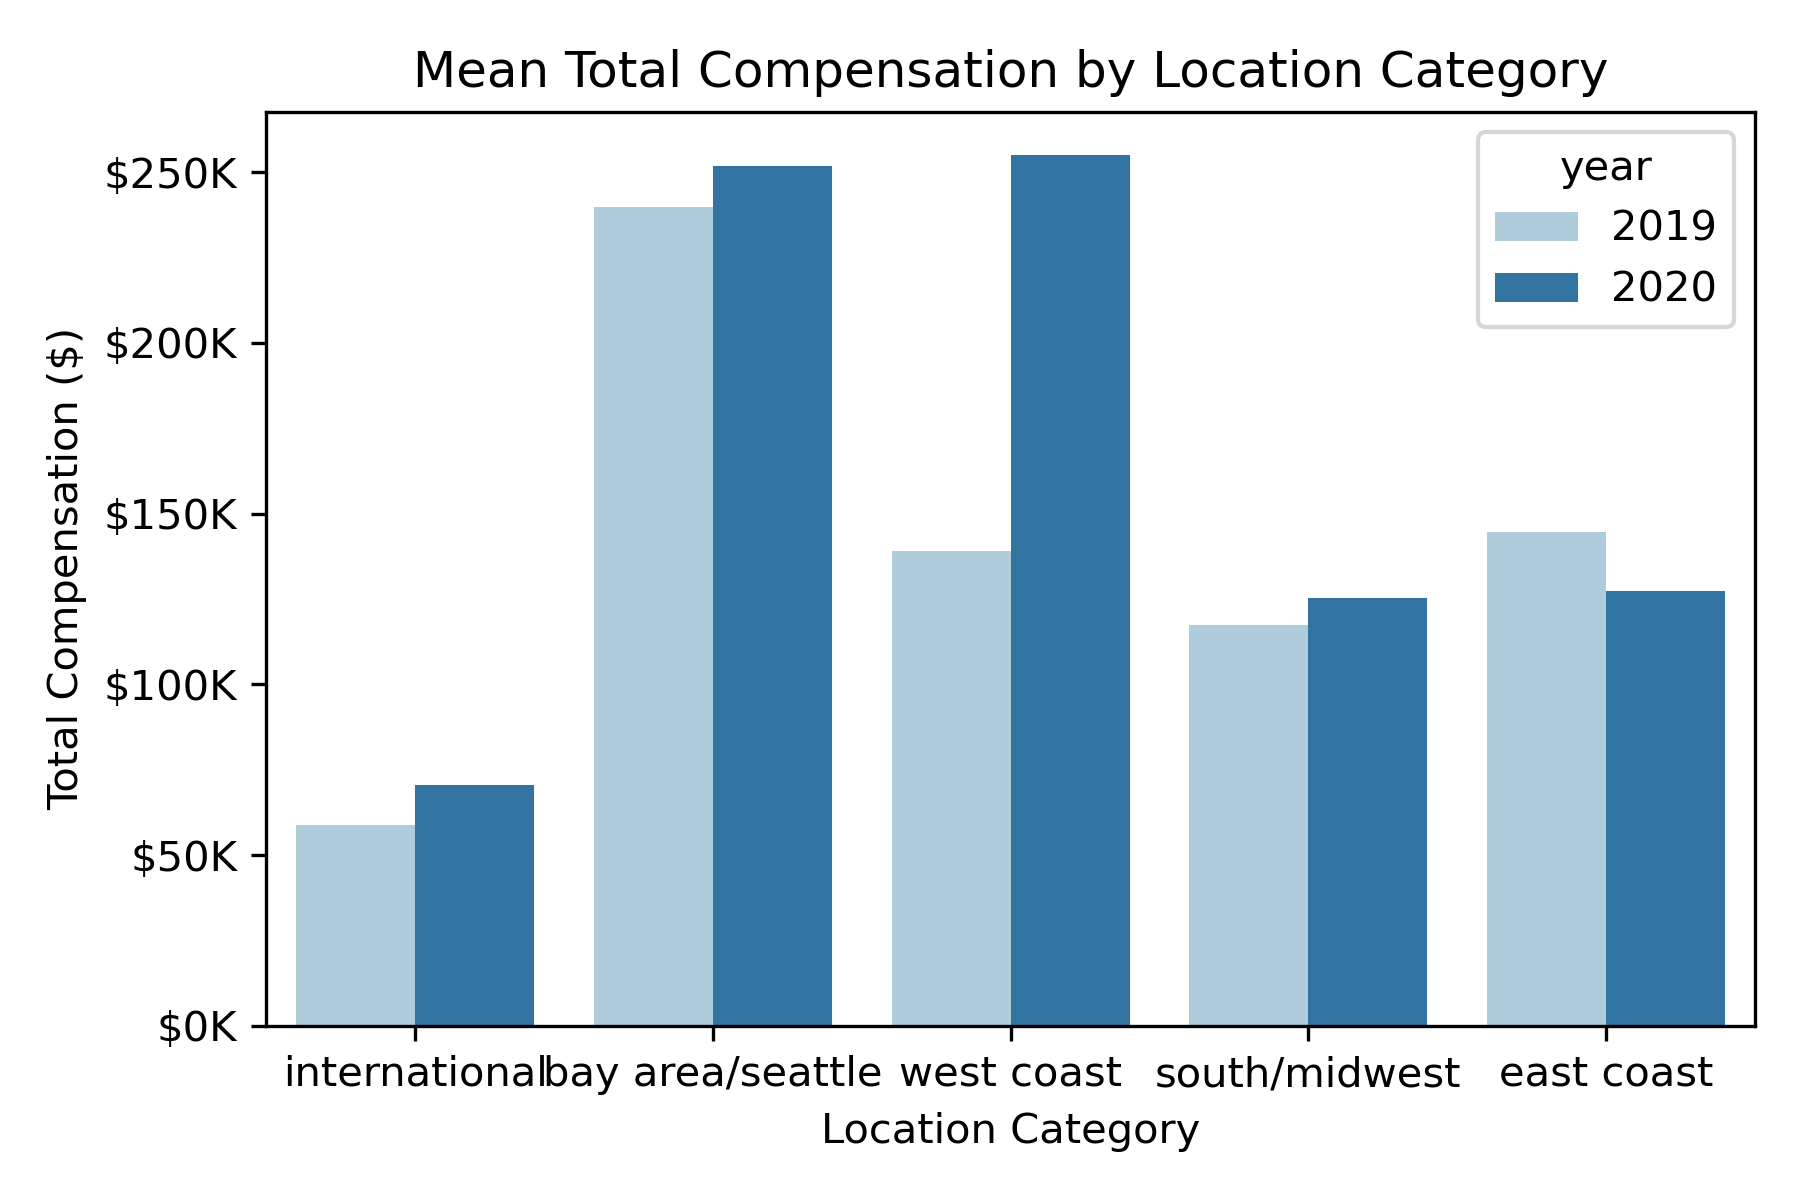 Mean Total Compensation by Location Category
year
2019
2020
$250K
$200K
$150K
$100K
$50K
$0K
Total Compensation ($)
international bay area/seattle west coast south/midwest east coast
Location Category